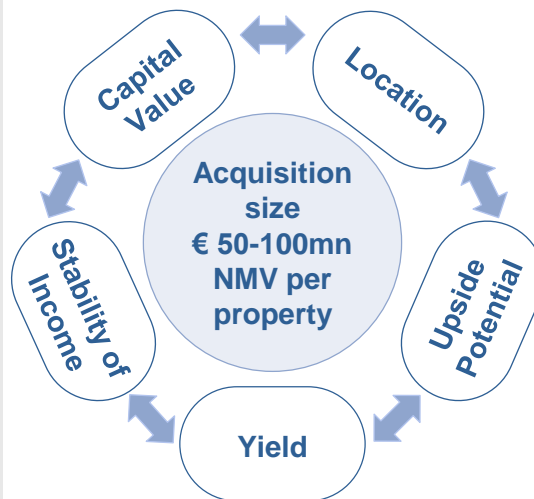 Capital
Value
Location
Acquisition
size
€ 50-100mn
NMV per
property
Stability of
Income
Upside
Potential
Yield